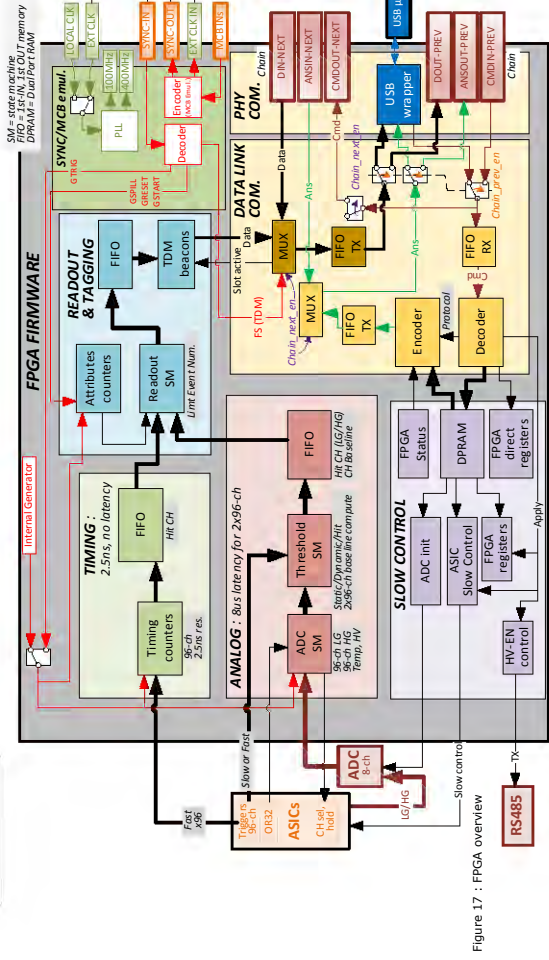 SM = state machine
FIFO = 1st-IN, 1st OUT memory
DPRAM = Dual Port RAM
FPGA FIRMWARE
Internal Generator
TIMING :
2.5ns, no latency
Timing
counters
96-ch
2.5ns res.
FIFO
Hit CH
READOUT
& TAGGING
Attributes
counters
Readout
SM
Limt Event Num.
FIFO
TDM
beacons
SYNC/MCB emul.
LOCAL CLK
EXT CLK
100MHz
400MHz
PLL
SYNC-IN
SYNC-OUT
EXT CLK IN
MCB INs
Encoder
(MCB Emul.)
Decoder
GTRIG
GSPILL
GRESET
GSTART
Fast
x96
Slow or Fast
Triggers
96-ch
OR32
ASICs
CH sel,
hold
ADC
8-ch
LG/HG
Slow control
ANALOG : 8us latency for 2x96-ch
ADC
SM
96-ch LG
96-ch HG
Temp, HV
Threshold
SM
Static/Dynamic/Hit
2x96-ch base line compute
FIFO
Hit CH (LG/HG)
CH Baseline
FS (TDM)
Slot active
Data
DATA LINK
COM.
MUX
Chain_next_en
MUX
FIFO
TX
FIFO
TX
Data
Ans
Cmd
Chain_next_en
Ans
Chain_prev_en
FIFO
RX
Cmd
Encoder
Protocol
Decoder
PHY
COM.
Chain
DIN-NEXT
ANSIN-NEXT
CMDOUT-NEXT
USB
wrapper
USB µ
DOUT-PREV
ANSOUT-PREV
CMDIN-PREV
Chain
SLOW CONTROL
FPGA
Status
DPRAM
FPGA
direct
registers
ADC init
ASIC
Slow Control
FPGA
registers
HV-EN
control
Apply
TX
RS485
Figure 17 : FPGA overview